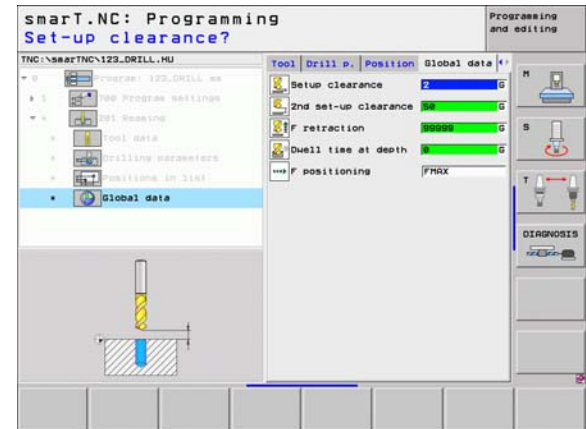 smarT.NC: Programming
Programming and editing
Set-up clearance?
TNC:\smarTNC\123_DRILL.HU
Tool Drill p. Position Global data
0 Program: 123_DRILL mm
1 700 Program settings
201 Reaming
Tool data
Drilling parameters
Positions in list
Global data
Setup clearance 2 G
2nd set-up clearance 50 G
F retraction 99999 G
Dwell time at depth 0 G
F positioning FMAX
M
S
T
DIAGNOSIS